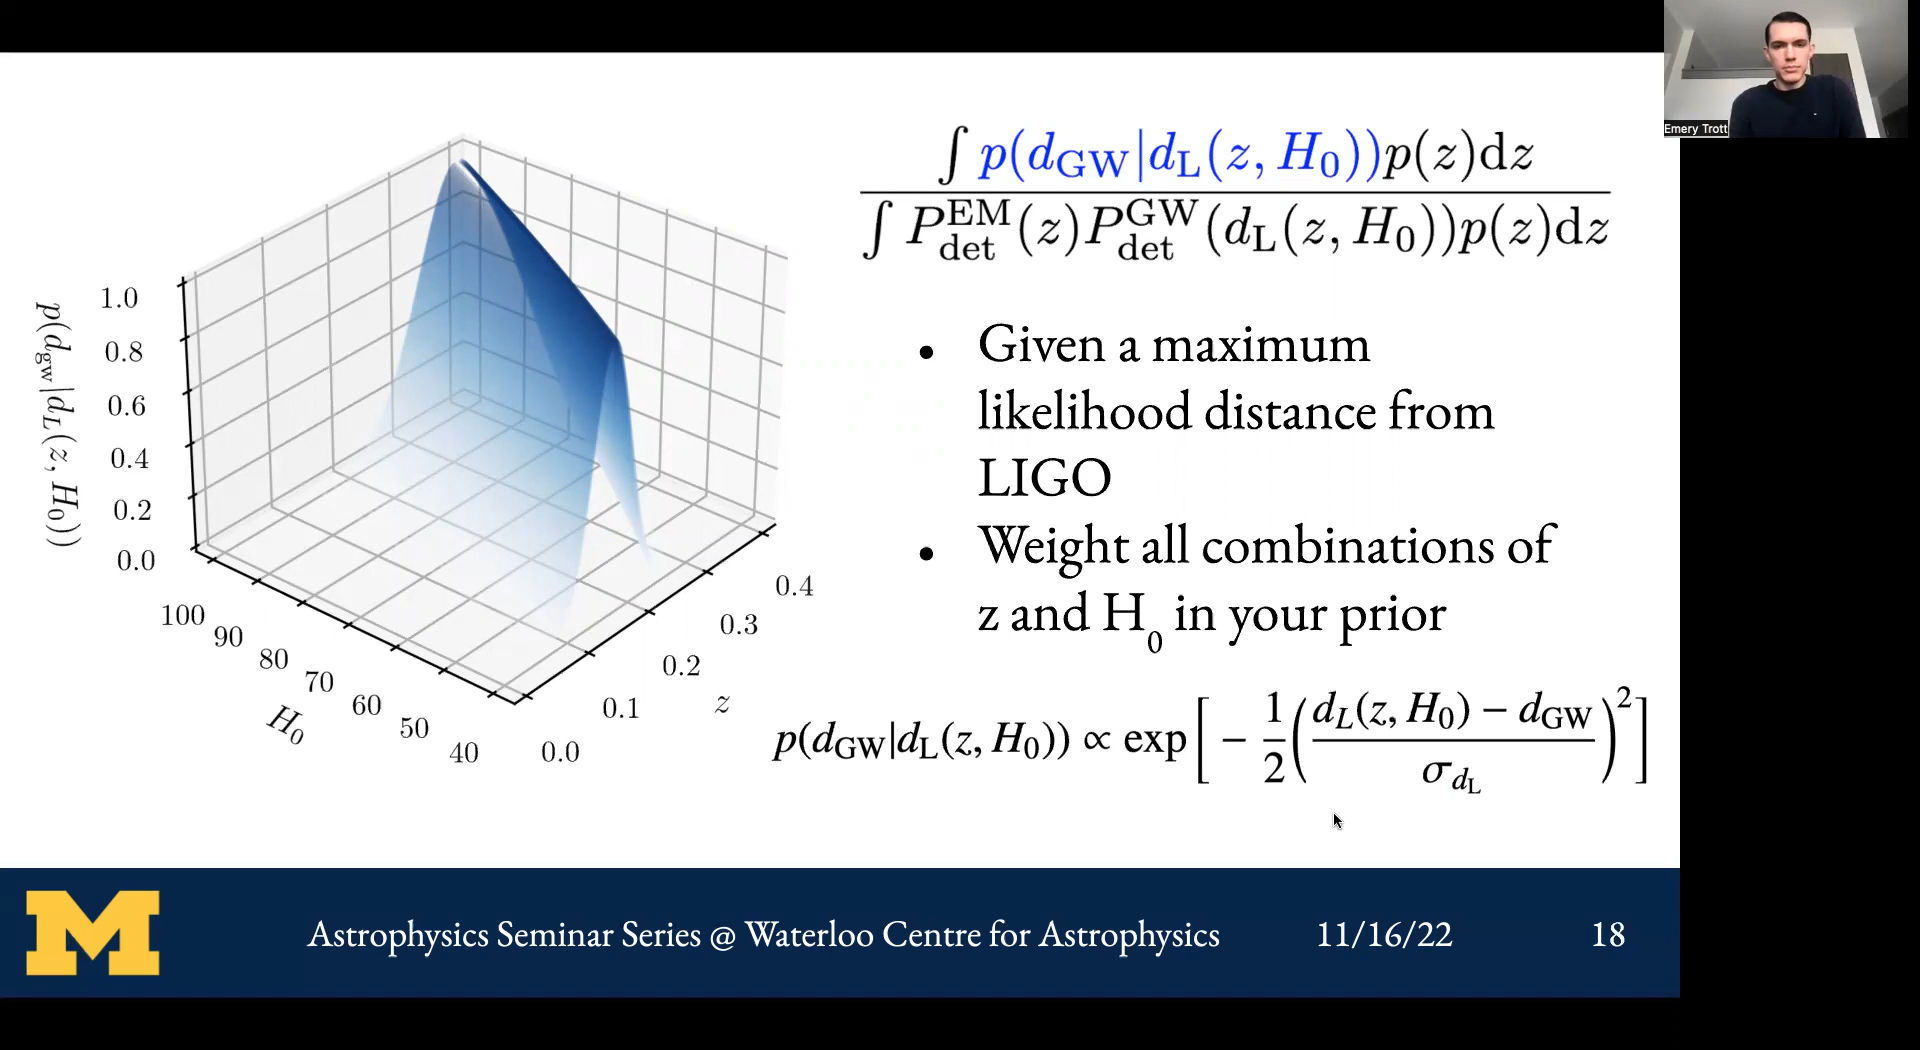 Emery Trott
∫ p(d_GW|d_L(z, H_0))p(z)dz
∫ P_det^EM(z)P_det^GW(d_L(z, H_0))p(z)dz
• Given a maximum
likelihood distance from
LIGO
• Weight all combinations of
z and H_0 in your prior
p(d_GW|d_L(z, H_0)) ∝ exp[ − 1/2 ( (d_L(z, H_0) − d_GW) / σ_{d_L} )^2 ]
p(d_gw|d_L(z, H_0))
1.0
0.8
0.6
0.4
0.2
0.0
100
90
80
70
60
50
40
H_0
0.0
0.1
0.2
0.3
0.4
z
M
Astrophysics Seminar Series @ Waterloo Centre for Astrophysics 11/16/22 18